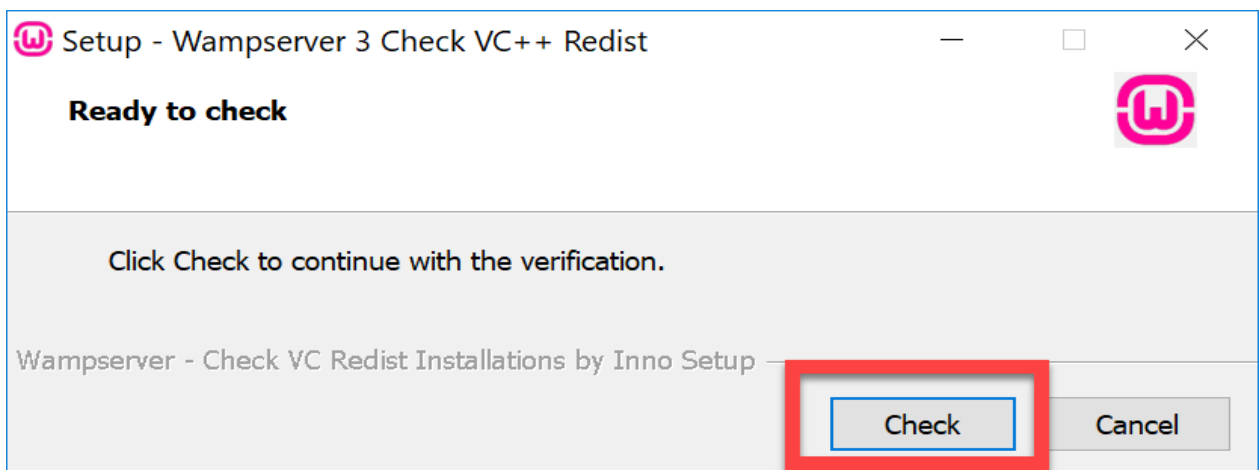 Setup - Wampserver 3 Check VC++ Redist
Ready to check
Click Check to continue with the verification.
Wampserver - Check VC Redist Installations by Inno Setup
Check Cancel